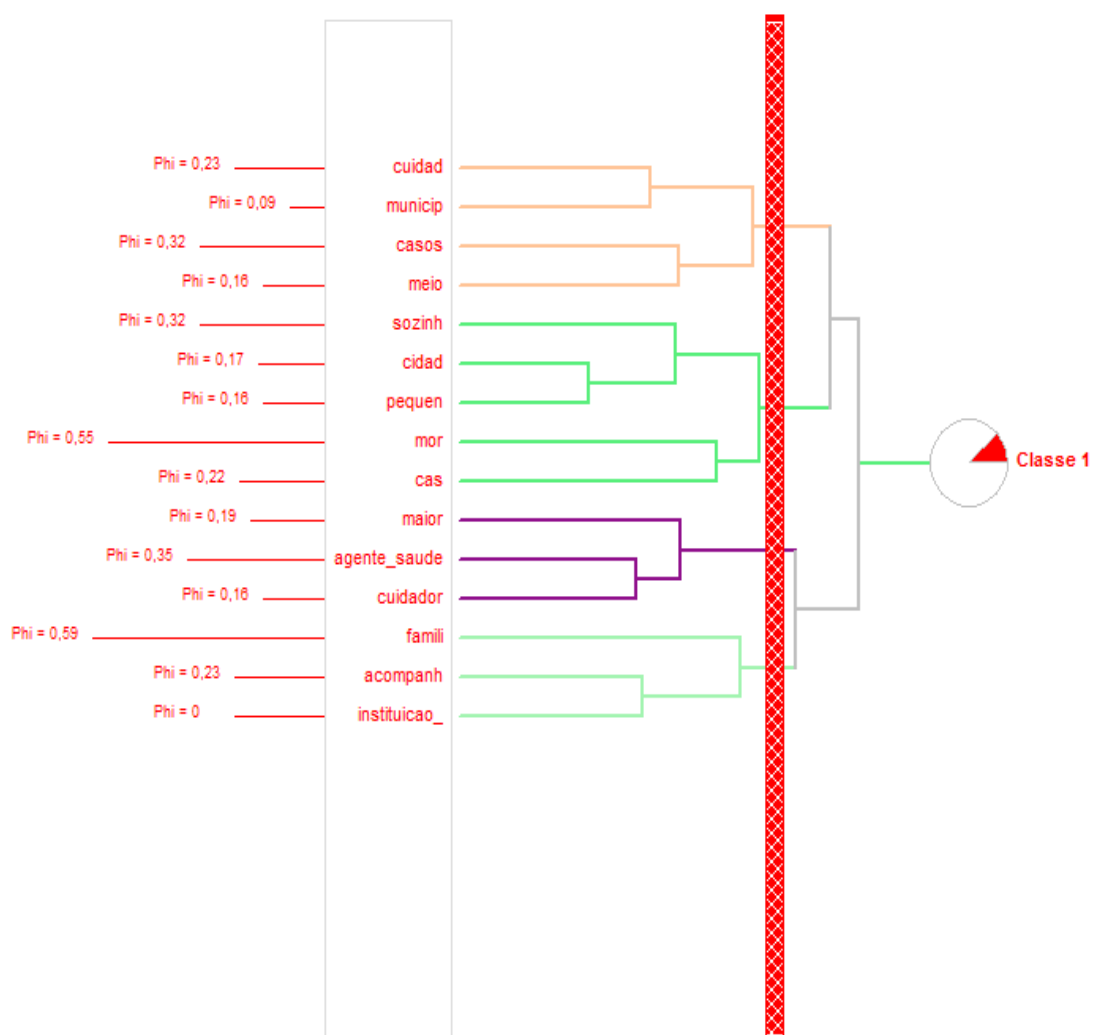 Phi = 0,23 cuidad
Phi = 0,09 municip
Phi = 0,32 casos
Phi = 0,16 meio
Phi = 0,32 sozinh
Phi = 0,17 cidad
Phi = 0,16 pequen
Phi = 0,55 mor
Phi = 0,22 cas
Classe 1
Phi = 0,19 maior
Phi = 0,35 agente_saude
Phi = 0,16 cuidador
Phi = 0,59 famili
Phi = 0,23 acompanh
Phi = 0 instituicao_